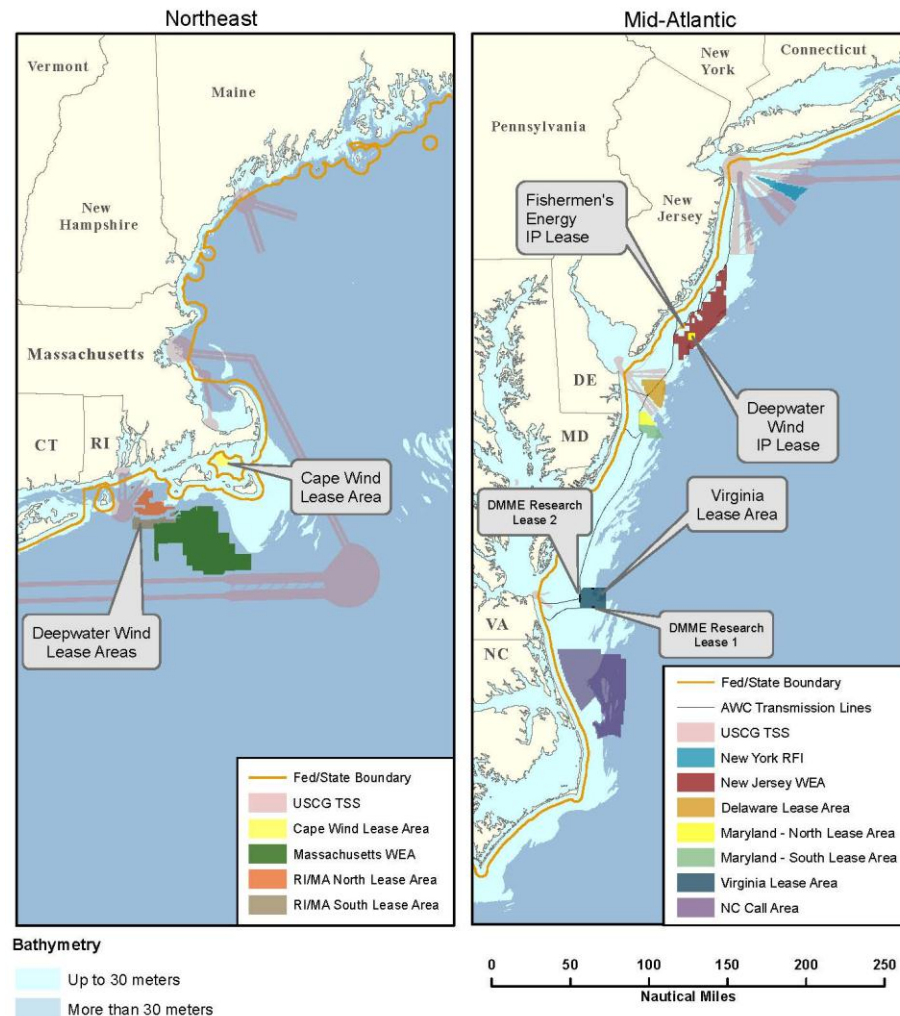 Northeast
Vermont
Maine
New
Hampshire
Massachusetts
CT
RI
Cape Wind
Lease Area
Deepwater Wind
Lease Areas
Fed/State Boundary
USCG TSS
Cape Wind Lease Area
Massachusetts WEA
RI/MA North Lease Area
RI/MA South Lease Area
Mid-Atlantic
New
York
Connecticut
Pennsylvania
New
Jersey
Fishermen's
Energy
IP Lease
DE
MD
Deepwater
Wind
IP Lease
DMME Research
Lease 2
Virginia
Lease Area
VA
NC
DMME Research
Lease 1
Fed/State Boundary
AWC Transmission Lines
USCG TSS
New York RFI
New Jersey WEA
Delaware Lease Area
Maryland - North Lease Area
Maryland - South Lease Area
Virginia Lease Area
NC Call Area
Bathymetry
Up to 30 meters
More than 30 meters
0 50 100 150 200 250
Nautical Miles